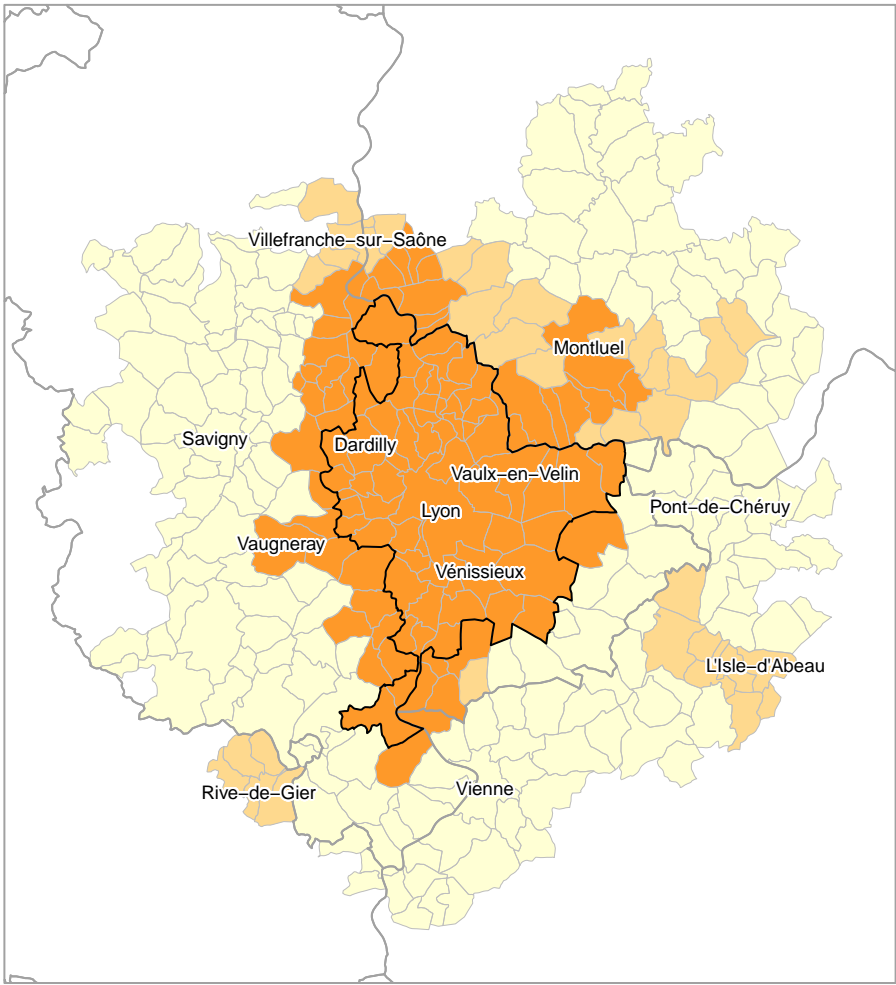 Villefranche−sur−Saône
Montluel
Savigny
Dardilly
Vaulx−en−Velin
Pont−de−Chéruy
Lyon
Vaugneray
Vénissieux
L'Isle−d'Abeau
Vienne
Rive−de−Gier